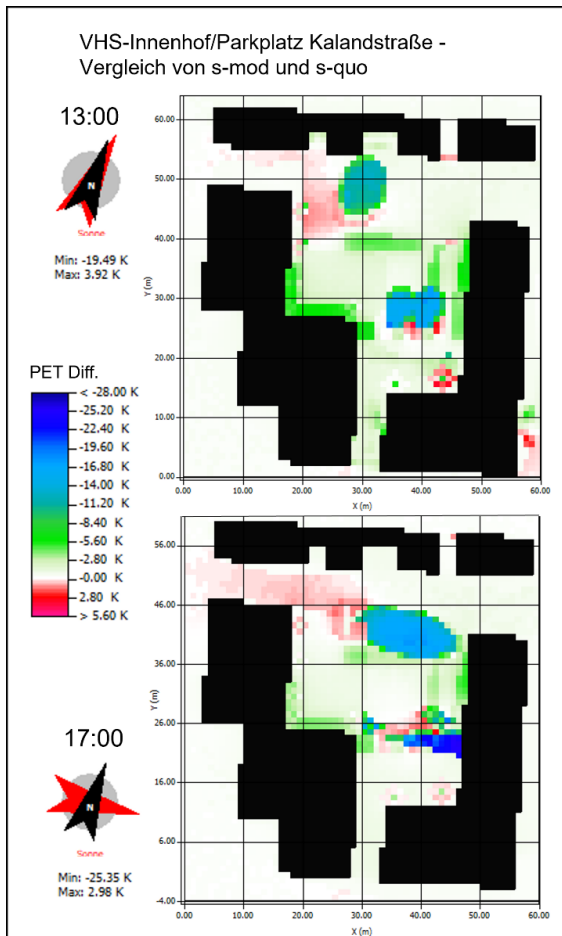 VHS-Innenhof/Parkplatz Kalandstraße -
Vergleich von s-mod und s-quo
13:00
N
Sonne
Min: -19.49 K
Max: 3.92 K
Y (m)
60.00
50.00
40.00
30.00
20.00
10.00
0.00
0.00 10.00 20.00 30.00 40.00 50.00 60.00
X (m)
PET Diff.
< -28.00 K
-25.20 K
-22.40 K
-19.60 K
-16.80 K
-14.00 K
-11.20 K
-8.40 K
-5.60 K
-2.80 K
-0.00 K
2.80 K
> 5.60 K
17:00
N
Sonne
Min: -25.35 K
Max: 2.98 K
Y (m)
56.00
46.00
36.00
26.00
16.00
6.00
-4.00
0.00 10.00 20.00 30.00 40.00 50.00 60.00
X (m)